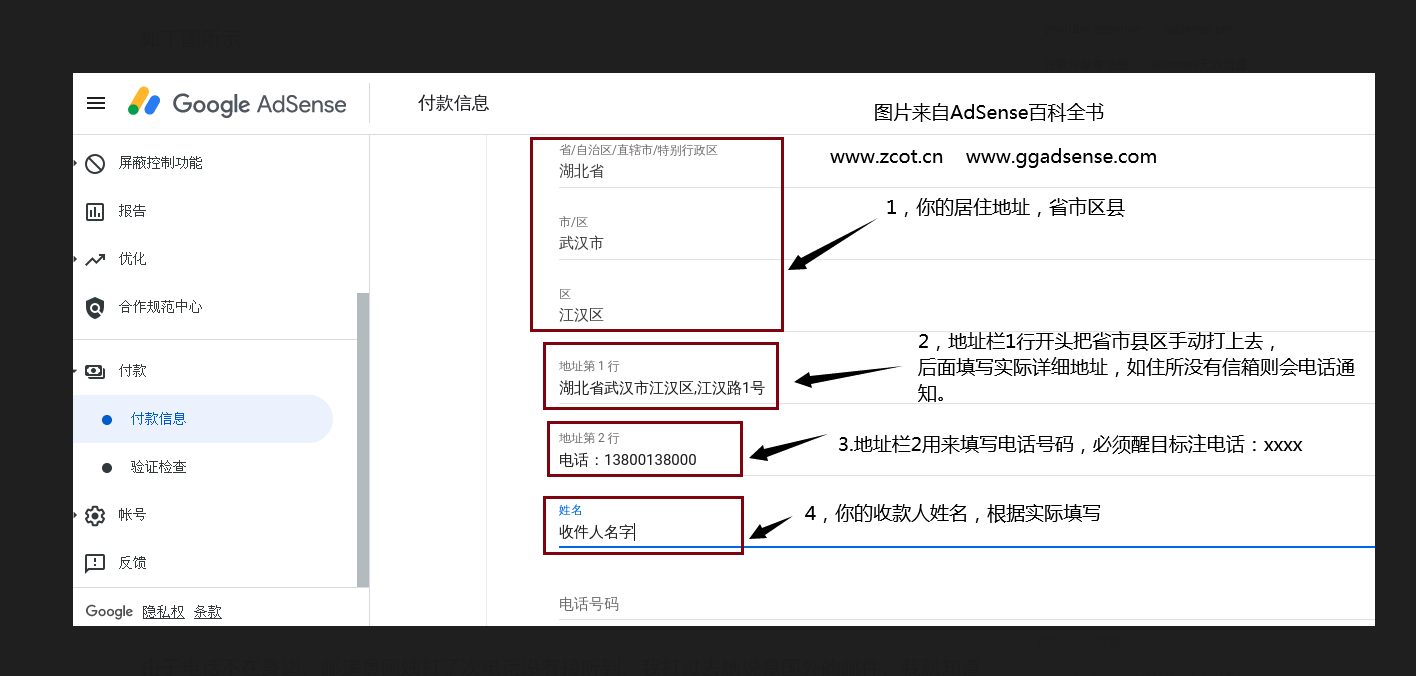 Google AdSense
付款信息
图片来自AdSense百科全书
www.zcot.cn www.ggadsense.com
屏蔽控制功能
报告
优化
合作规范中心
付款
付款信息
验证检查
帐号
反馈
Google 隐私权 条款
省/自治区/直辖市/特别行政区
湖北省
市/区
武汉市
区
江汉区
1，你的居住地址，省市区县
地址第 1 行
湖北省武汉市江汉区,江汉路1号
2，地址栏1行开头把省市县区手动打上去，
后面填写实际详细地址，如住所没有信箱则会电话通
知。
地址第 2 行
电话：13800138000
3.地址栏2用来填写电话号码，必须醒目标注电话：xxxx
姓名
收件人名字
4，你的收款人姓名，根据实际填写
电话号码